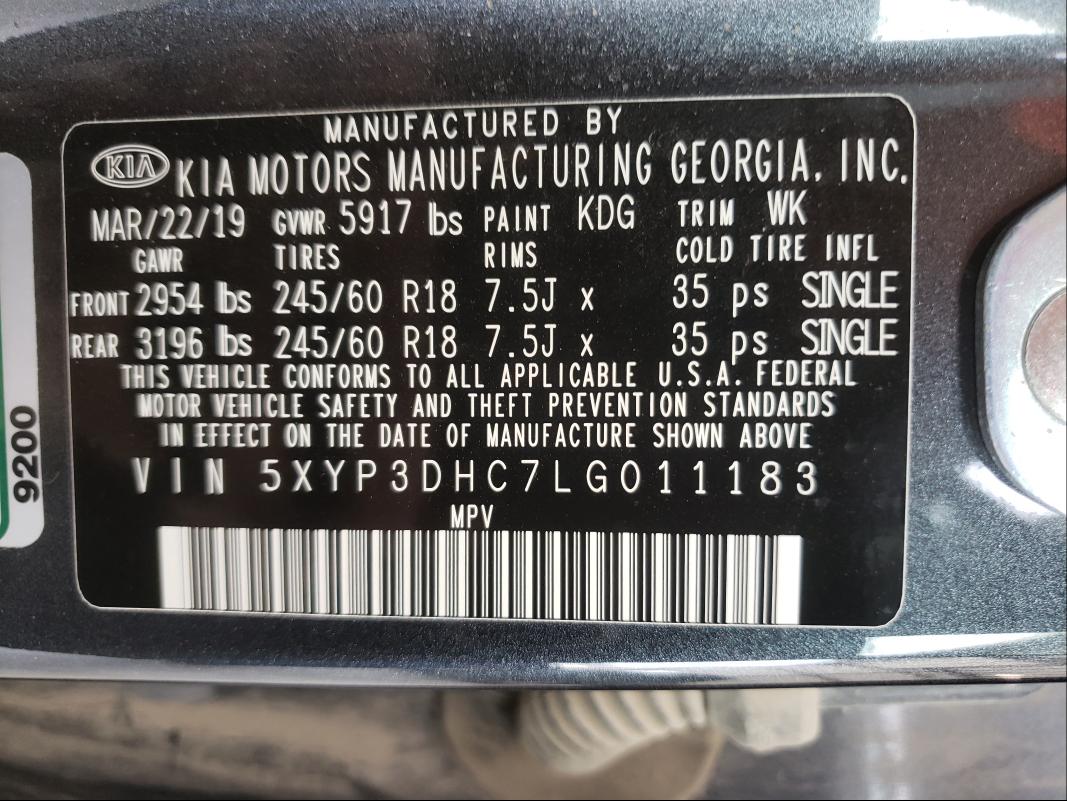 MANUFACTURED BY
KIA KIA MOTORS MANUFACTURING GEORGIA, INC.
MAR/22/19 GVWR 5917 lbs PAINT KDG TRIM WK
GAWR TIRES RIMS COLD TIRE INFL
FRONT 2954 lbs 245/60 R18 7.5J x 35 ps SINGLE
REAR 3196 lbs 245/60 R18 7.5J x 35 ps SINGLE
THIS VEHICLE CONFORMS TO ALL APPLICABLE U.S.A. FEDERAL
MOTOR VEHICLE SAFETY AND THEFT PREVENTION STANDARDS
IN EFFECT ON THE DATE OF MANUFACTURE SHOWN ABOVE
VIN 5XYP3DHC7LG011183
MPV
9200